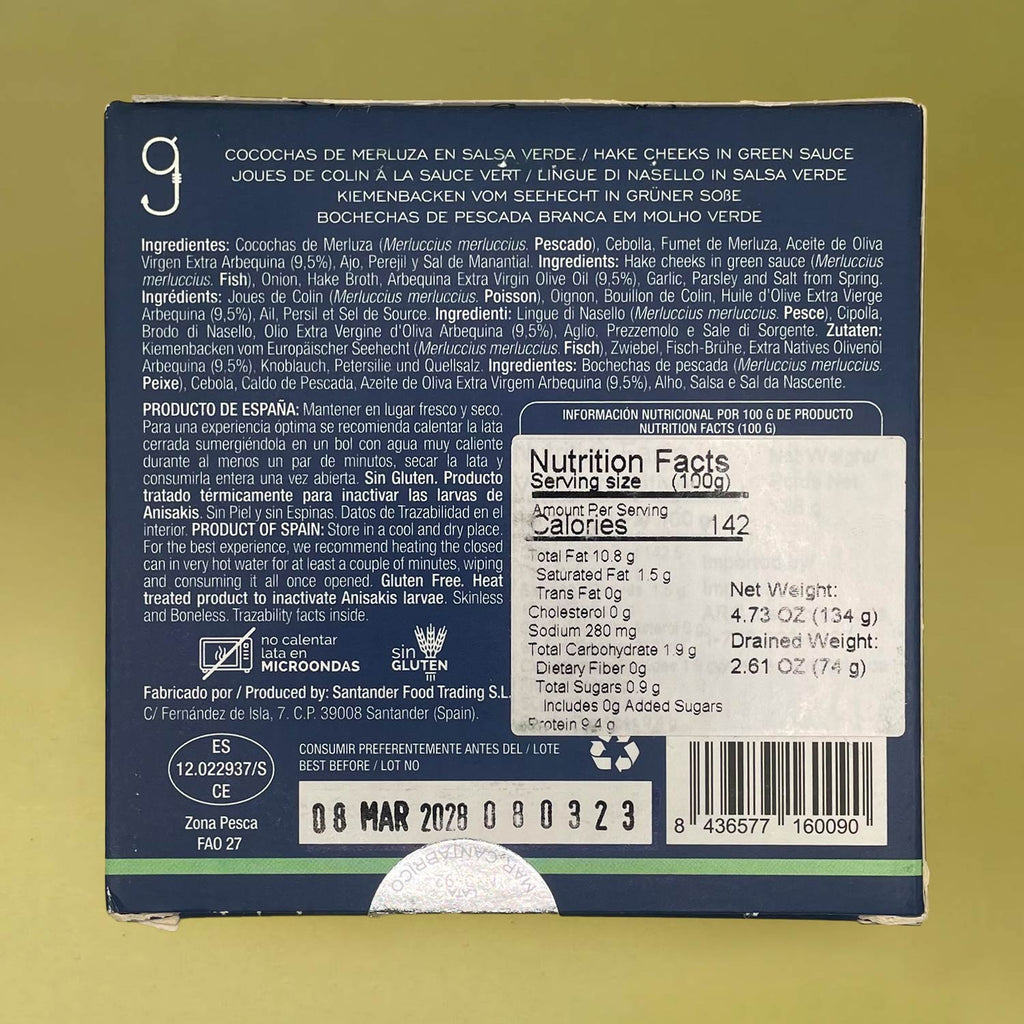 g
COCOCHAS DE MERLUZA EN SALSA VERDE / HAKE CHEEKS IN GREEN SAUCE
JOUES DE COLIN À LA SAUCE VERT / LINGUE DI NASELLO IN SALSA VERDE
KIEMENBACKEN VOM SEEHECHT IN GRÜNER SOßE
BOCHECHAS DE PESCADA BRANCA EM MOLHO VERDE
Ingredientes: Cocochas de Merluza (Merluccius merluccius. Pescado), Cebolla, Fumet de Merluza, Aceite de Oliva
Virgen Extra Arbequina (9,5%), Ajo, Perejil y Sal de Manantial. Ingredients: Hake cheeks in green sauce (Merluccius
merluccius. Fish), Onion, Hake Broth, Arbequina Extra Virgin Olive Oil (9,5%), Garlic, Parsley and Salt from Spring.
Ingrédients: Joues de Colin (Merluccius merluccius. Poisson), Oignon, Bouillon de Colin, Huile d'Olive Extra Vierge
Arbequina (9,5%), Ail, Persil et Sel de Source. Ingredienti: Lingue di Nasello (Merluccius merluccius. Pesce), Cipolla,
Brodo di Nasello, Olio Extra Vergine d'Oliva Arbequina (9,5%), Aglio, Prezzemolo e Sale di Sorgente. Zutaten:
Kiemenbacken vom Europäischer Seehecht (Merluccius merluccius. Fisch), Zwiebel, Fisch-Brühe, Extra Natives Olivenöl
Arbequina (9,5%), Knoblauch, Petersilie und Quellsalz. Ingredientes: Bochechas de pescada (Merluccius merluccius.
Peixe), Cebola, Caldo de Pescada, Azeite de Oliva Extra Virgem Arbequina (9,5%), Alho, Salsa e Sal da Nascente.
PRODUCTO DE ESPAÑA: Mantener en lugar fresco y seco.
Para una experiencia óptima se recomienda calentar la lata
cerrada sumergiéndola en un bol con agua muy caliente
durante al menos un par de minutos, secar la lata y
consumirla entera una vez abierta. Sin Gluten. Producto
tratado térmicamente para inactivar las larvas de
Anisakis. Sin Piel y sin Espinas. Datos de Trazabilidad en el
interior. PRODUCT OF SPAIN: Store in a cool and dry place.
For the best experience, we recommend heating the closed
can in very hot water for at least a couple of minutes, wiping
and consuming it all once opened. Gluten Free. Heat
treated product to inactivate Anisakis larvae. Skinless
and Boneless. Trazability facts inside.
no calentar
lata en
MICROONDAS
sin
GLUTEN
Fabricado por / Produced by: Santander Food Trading S.L.
C/ Fernández de Isla, 7. C.P. 39008 Santander (Spain).
INFORMACIÓN NUTRICIONAL POR 100 G DE PRODUCTO
NUTRITION FACTS (100 G)
Nutrition Facts
Serving size (100g)
Amount Per Serving
Calories 142
Total Fat 10.8 g
Saturated Fat 1.5 g
Trans Fat 0g
Cholesterol 0 g
Sodium 280 mg
Total Carbohydrate 1.9 g
Dietary Fiber 0g
Total Sugars 0.9 g
Includes 0g Added Sugars
Protein 9.4 g
Net Weight:
4.73 OZ (134 g)
Drained Weight:
2.61 OZ (74 g)
ES
12.022937/S
CE
Zona Pesca
FAO 27
CONSUMIR PREFERENTEMENTE ANTES DEL / LOTE
BEST BEFORE / LOT NO
08 MAR 2028 080323
8 436577 160090
MAR CANTÁBRICO
LATA